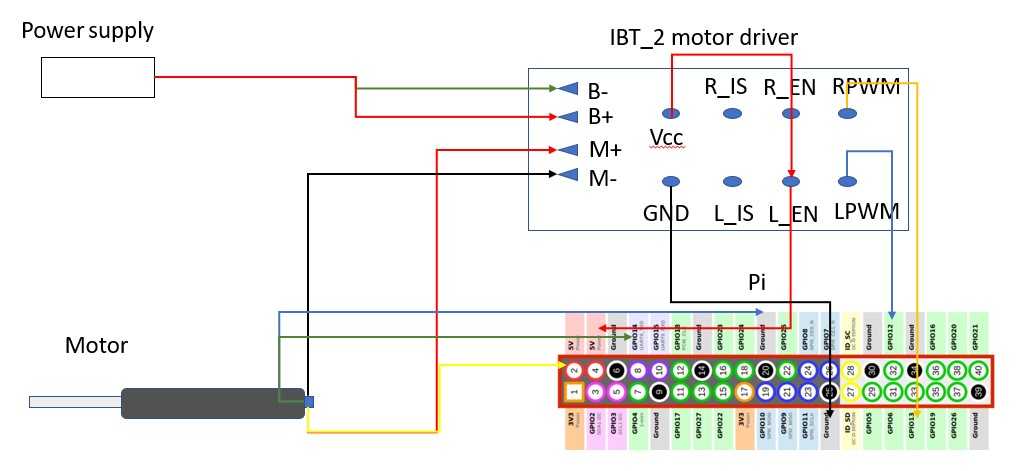 Power supply
IBT_2 motor driver
B-
B+
M+
M-
R_IS
R_EN
RPWM
Vcc
GND
L_IS
L_EN
LPWM
Pi
Motor
5V Power
5V Power
Ground
GPIO14
GPIO15
GPIO18
Ground
GPIO23
GPIO24
Ground
GPIO25
GPIO8
GPIO7
ID_SC
Ground
GPIO12
Ground
GPIO16
GPIO20
GPIO21
2 4 6 8 10 12 14 16 18 20 22 24 26 28 30 32 34 36 38 40
1 3 5 7 9 11 13 15 17 19 21 23 25 27 29 31 33 35 37 39
3V3 Power
GPIO2
GPIO3
GPIO4
Ground
GPIO17
GPIO27
GPIO22
3V3 Power
GPIO10
GPIO9
GPIO11
Ground
ID_SD
GPIO5
GPIO6
GPIO13
GPIO19
GPIO26
Ground